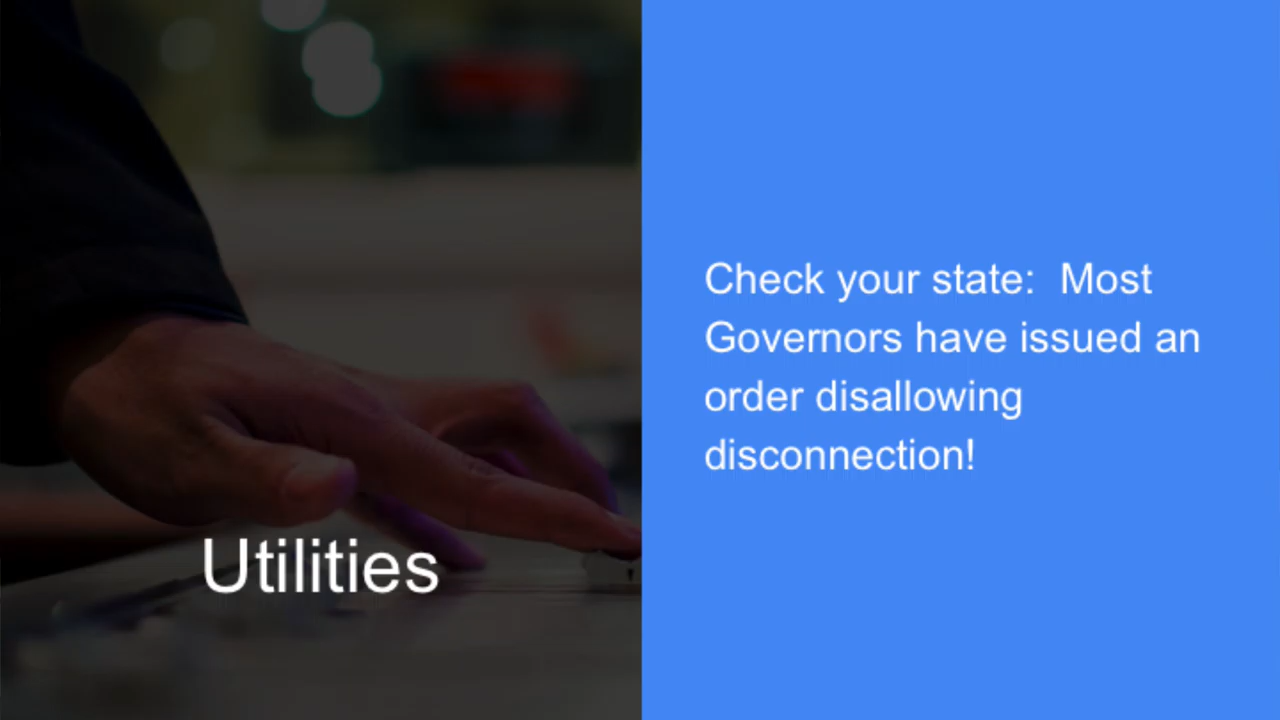 Utilities
Check your state:  Most
Governors have issued an
order disallowing
disconnection!